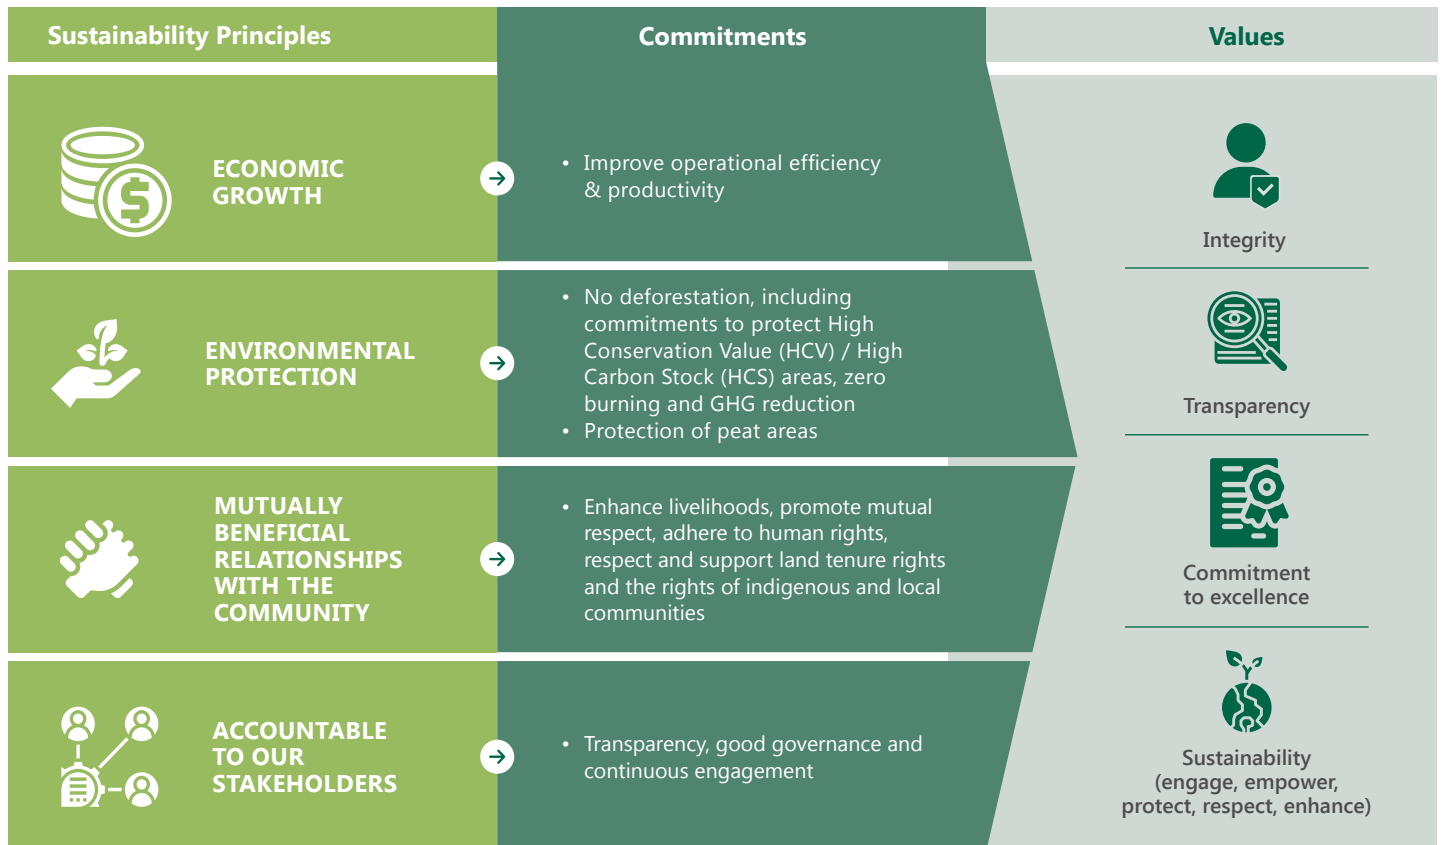 Sustainability Principles
Commitments
Values
ECONOMIC
GROWTH
• Improve operational efficiency
& productivity
ENVIRONMENTAL
PROTECTION
• No deforestation, including
commitments to protect High
Conservation Value (HCV) / High
Carbon Stock (HCS) areas, zero
burning and GHG reduction
• Protection of peat areas
MUTUALLY
BENEFICIAL
RELATIONSHIPS
WITH THE
COMMUNITY
• Enhance livelihoods, promote mutual
respect, adhere to human rights,
respect and support land tenure rights
and the rights of indigenous and local
communities
ACCOUNTABLE
TO OUR
STAKEHOLDERS
• Transparency, good governance and
continuous engagement
Integrity
Transparency
Commitment
to excellence
Sustainability
(engage, empower,
protect, respect, enhance)